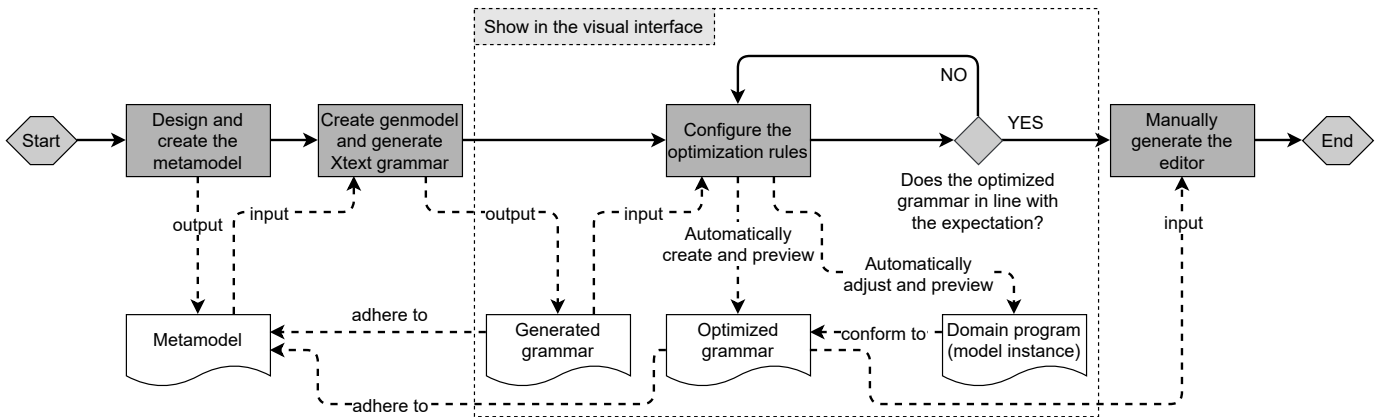 Show in the visual interface
NO
Start
Design and
create the
metamodel
Create genmodel
and generate
Xtext grammar
Configure the
optimization rules
YES
Manually
generate the
editor
End
Does the optimized
grammar in line with
the expectation?
output
input
output
input
Automatically
create and preview
input
Automatically
adjust and preview
Metamodel
adhere to
Generated
grammar
Optimized
grammar
conform to
Domain program
(model instance)
adhere to